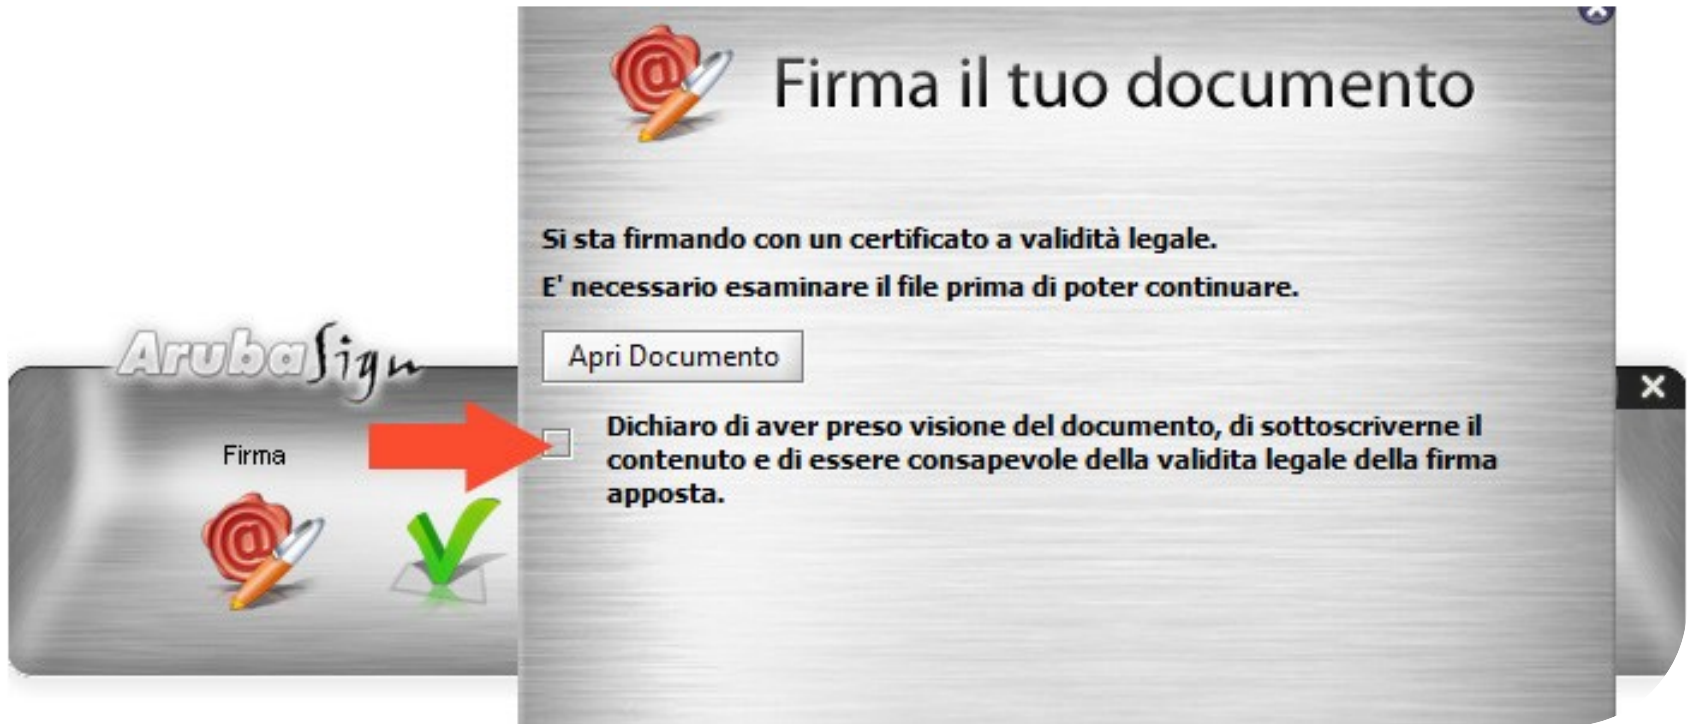 Firma il tuo documento
Si sta firmando con un certificato a validità legale.
E' necessario esaminare il file prima di poter continuare.
Apri Documento
ArubaSign
Firma
Dichiaro di aver preso visione del documento, di sottoscriverne il
contenuto e di essere consapevole della validita legale della firma
apposta.